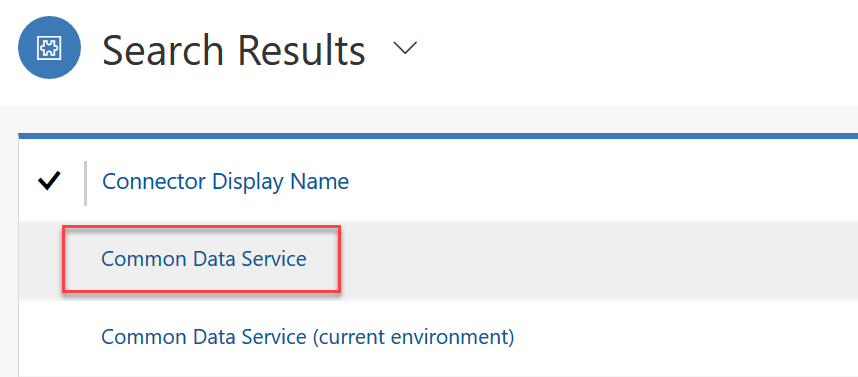 Search Results
Connector Display Name
Common Data Service
Common Data Service (current environment)